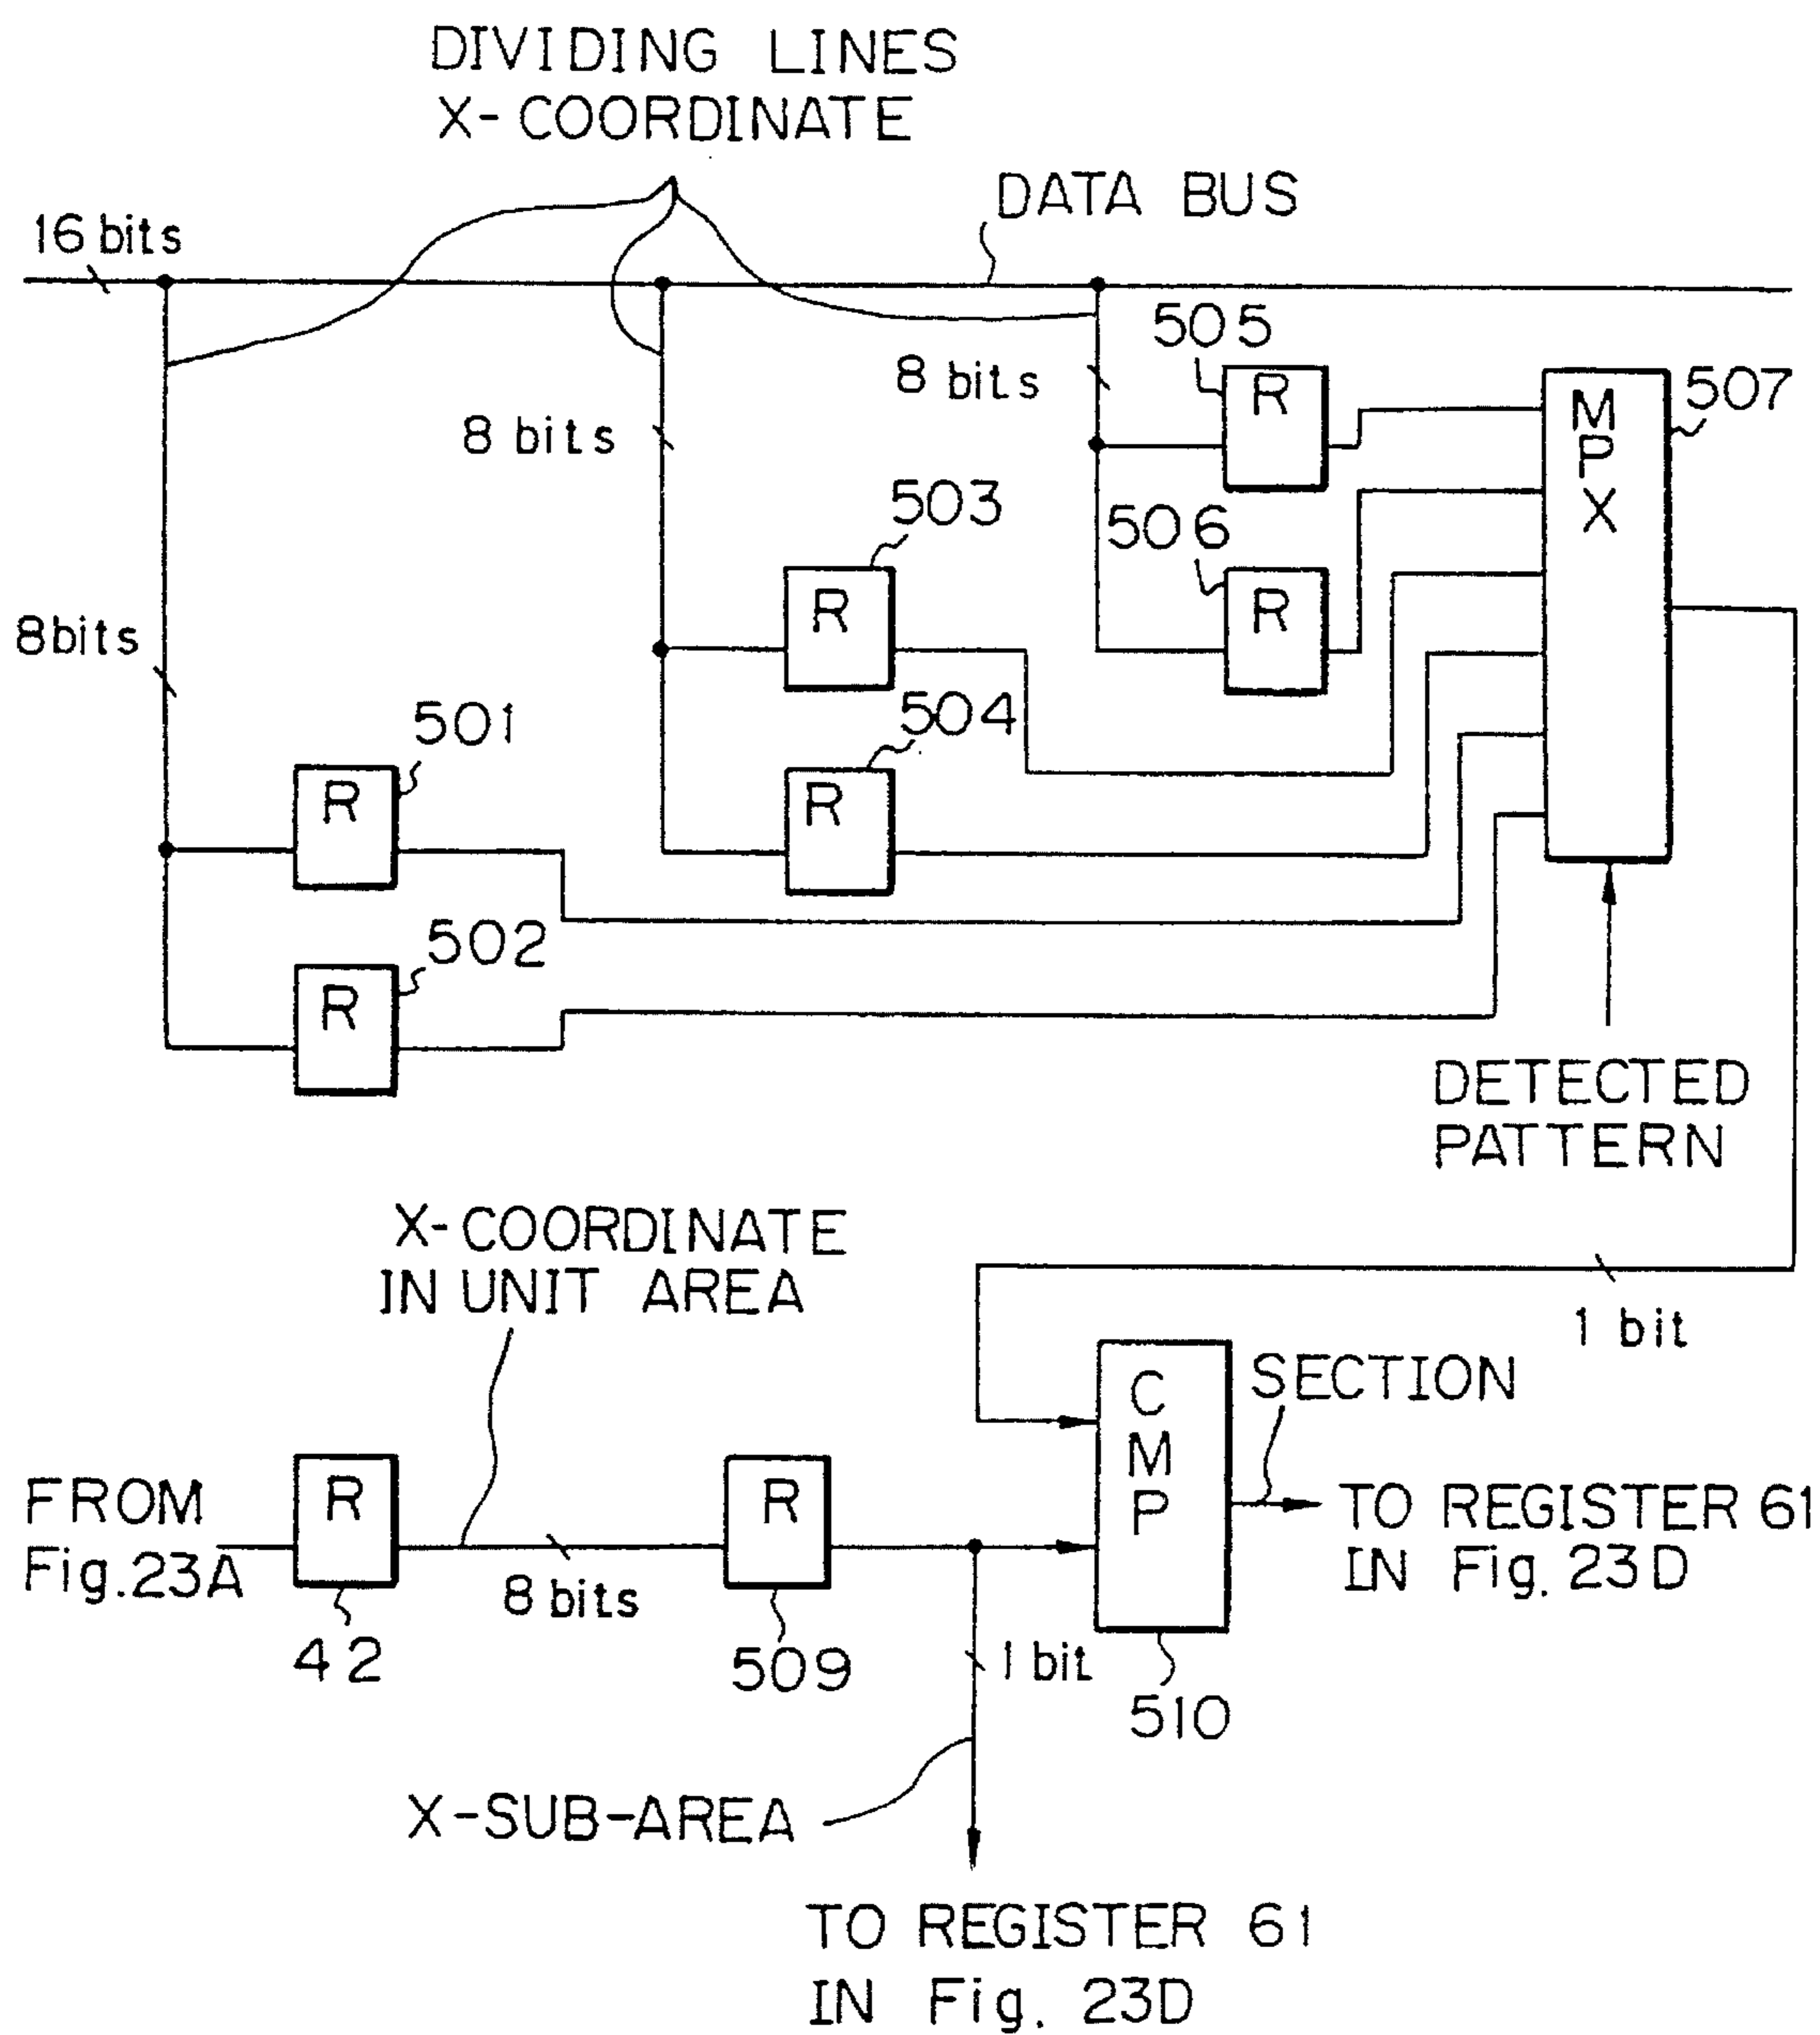 DIVIDING LINES
X-COORDINATE
DATA BUS
16 bits
505
8 bits
R
507
M
P
X
8 bits
503
506
R
R
8bits
501
504
R
R
502
R
DETECTED
PATTERN
X-COORDINATE
IN UNIT AREA
1 bit
C
M
P
SECTION
FROM
Fig.23A
R
R
TO REGISTER 61
IN Fig. 23D
8 bits
42
509
1 bit
510
X-SUB-AREA
TO REGISTER 61
IN Fig. 23D